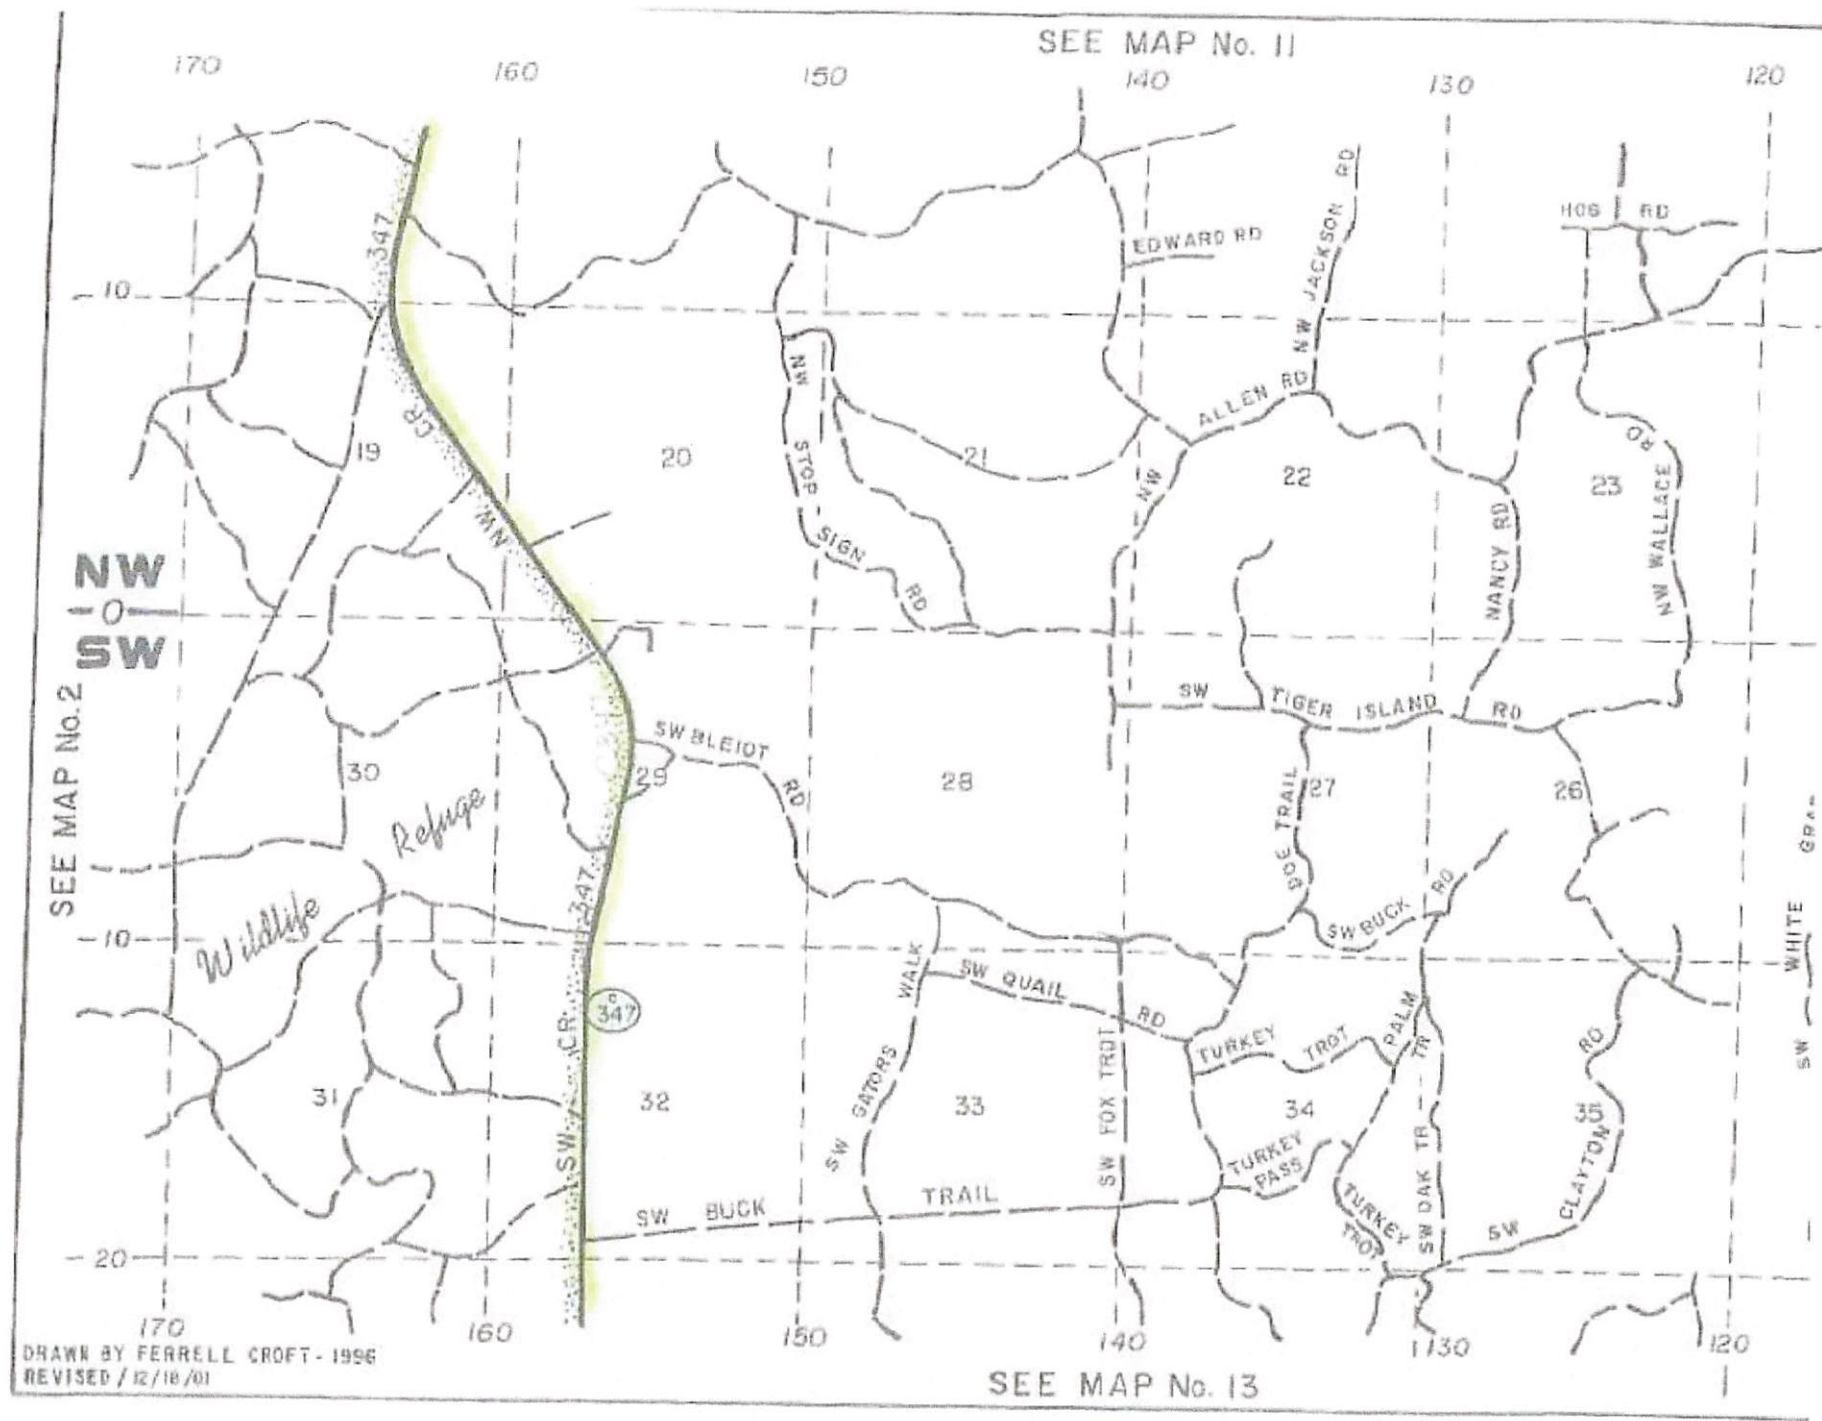 SEE MAP No. 11
170 160 150 140 130 120
HOG RD
EDWARD RD
NW JACKSON RD
347
10
ALLEN RD
NW
CR
NW STOP SIGN RD
19
20
21
22
23
RD
NW WALLACE
NANCY RD
NW
NW
0
SW
SEE MAP No. 2
SW TIGER ISLAND RD
SW BLEIDT RD
30
29
28
27
26
Refuge
Wildlife
DOE TRAIL
SW BUCK RD
347
10
SW QUAIL RD
WALK
GATORS
SW
SW WHITE
347
CR
SW
SW FOX TROT
TURKEY TROT
PALM
TR
RD
31
32
33
34
35
TURKEY
PASS
SW OAK TR
CLAYTON
SW
TURKEY
TROT
SW BUCK TRAIL
20
170 160 150 140 130 120
DRAWN BY FERRELL CROFT - 1996
REVISED / 12/18/01
SEE MAP No. 13